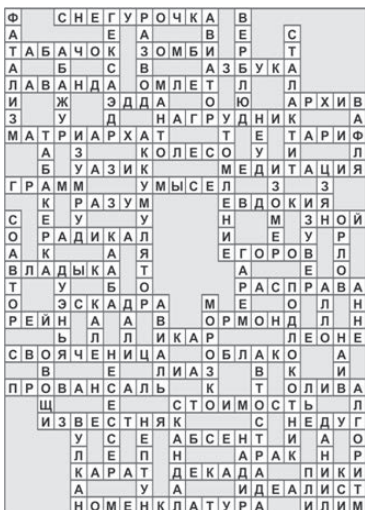 Ф СНЕГУРОЧКА В
А Е А В Е С
ТАБАЧОК ЗОМБИ Р Т
А Б С В АЗБУКА
ЛАВАНДА ОМЛЕТ Л Л
И Ж ЭДДА О Ю АРХИВ
З У Д НАГРУДНИК А
МАТРИАРХАТ Т Е ТАРИФ
А З КОЛЕСО У И Л
Б УАЗИК МЕДИТАЦИЯ
ГРАММ УМЫСЕЛ З З
К РАЗУМ ЕВДОКИЯ
С Е У У Н М ЗНОЙ
О РАДИКАЛ И Е У Р
А К А Я ЕГОРОВ Л
ВЛАДЫКА Т Е О
Т У Б О РАСПРАВА
О ЭСКАДРА М О Л Н
РЕЙН А А В ОРМОНД Л Н
Ь Л Л ИКАР ЛЕОНЕ
СВОЯЧЕНИЦА ОБЛАКО А Й
В Е Е ЛИАЗ К В К И
ПРОВАНСАЛЬ К Т ОЛИВА
Щ Е СТОИМОСТЬ Л
ИЗВЕСТНЯК С НЕДУГ
У С Е АБСЕНТ И А О
Л Е П Н АРАК Н Р
КАРАТ ДЕКАДА ПИКИ
А У А ИДЕАЛИСТ
НОМЕНКЛАТУРА ИЛИМ